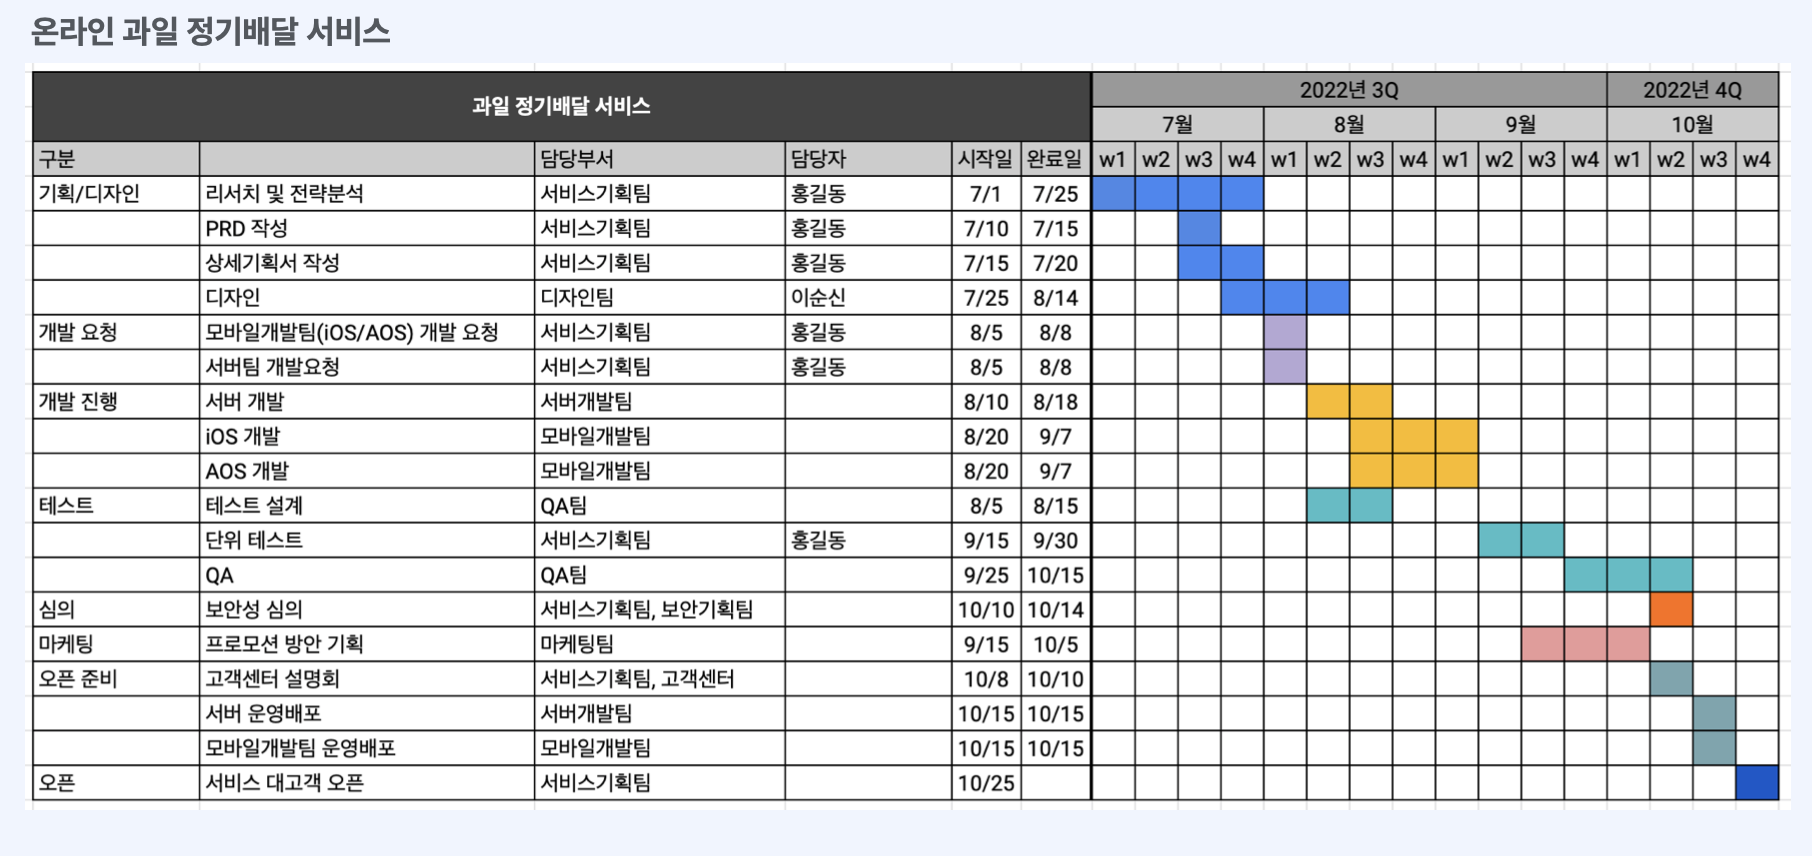 온라인 과일 정기배달 서비스
과일 정기배달 서비스 2022년 3Q 2022년 4Q
7월 8월 9월 10월
구분 담당부서 담당자 시작일 완료일 w1 w2 w3 w4 w1 w2 w3 w4 w1 w2 w3 w4 w1 w2 w3 w4
기획/디자인 리서치 및 전략분석 서비스기획팀 홍길동 7/1 7/25
PRD 작성 서비스기획팀 홍길동 7/10 7/15
상세기획서 작성 서비스기획팀 홍길동 7/15 7/20
디자인 디자인팀 이순신 7/25 8/14
개발 요청 모바일개발팀(iOS/AOS) 개발 요청 서비스기획팀 홍길동 8/5 8/8
서버팀 개발요청 서비스기획팀 홍길동 8/5 8/8
개발 진행 서버 개발 서버개발팀 8/10 8/18
iOS 개발 모바일개발팀 8/20 9/7
AOS 개발 모바일개발팀 8/20 9/7
테스트 테스트 설계 QA팀 8/5 8/15
단위 테스트 서비스기획팀 홍길동 9/15 9/30
QA QA팀 9/25 10/15
심의 보안성 심의 서비스기획팀, 보안기획팀 10/10 10/14
마케팅 프로모션 방안 기획 마케팅팀 9/15 10/5
오픈 준비 고객센터 설명회 서비스기획팀, 고객센터 10/8 10/10
서버 운영배포 서버개발팀 10/15 10/15
모바일개발팀 운영배포 모바일개발팀 10/15 10/15
오픈 서비스 대고객 오픈 서비스기획팀 10/25